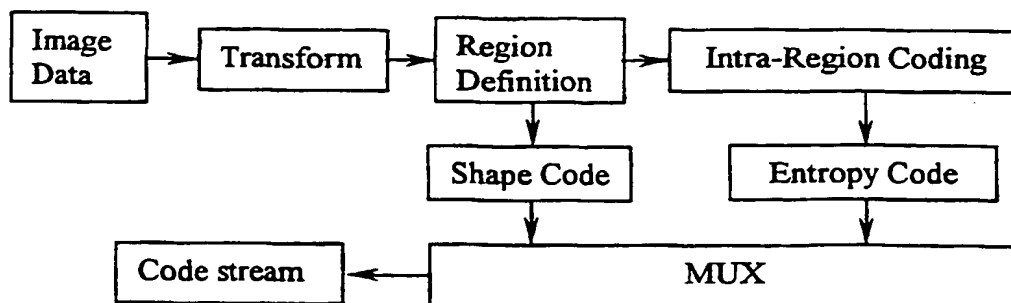 Image
Data
Transform
Region
Definition
Intra-Region Coding
Shape Code
Entropy Code
Code stream
MUX